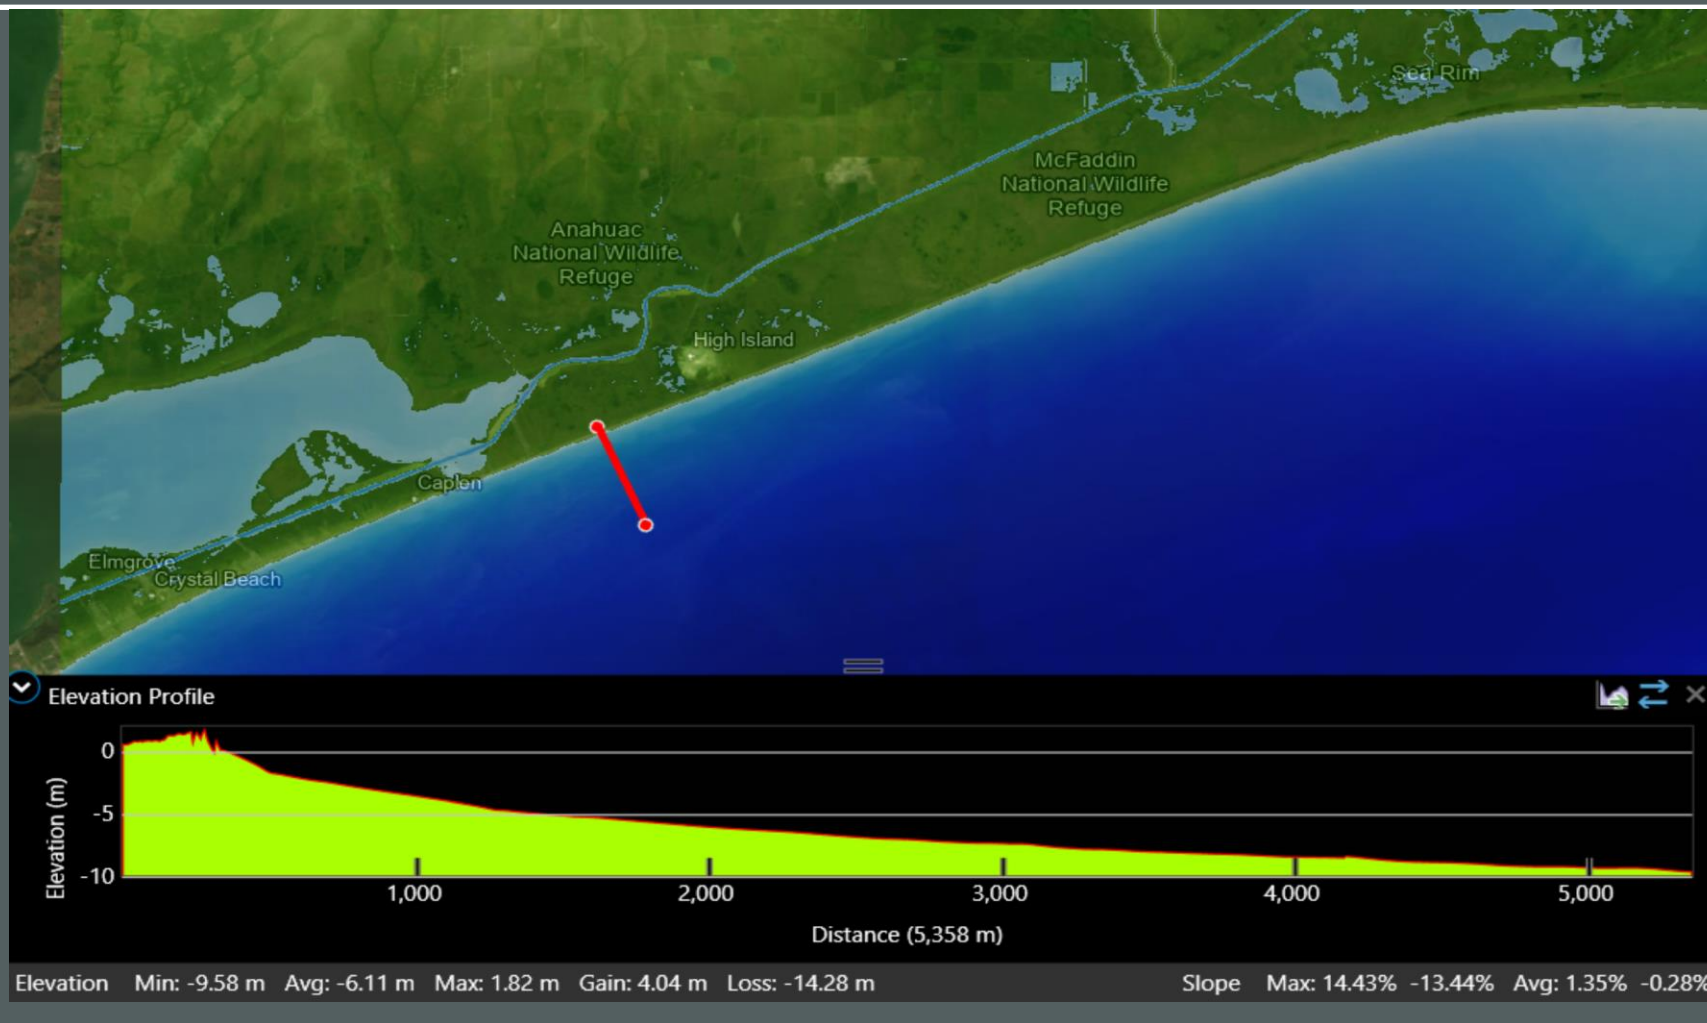 Sea Rim
McFaddin
National Wildlife
Refuge
Anahuac
National Wildlife
Refuge
High Island
Caplen
Elmgrove
Crystal Beach
Elevation Profile
Elevation (m)
0
-5
-10
1,000 2,000 3,000 4,000 5,000
Distance (5,358 m)
Elevation Min: -9.58 m Avg: -6.11 m Max: 1.82 m Gain: 4.04 m Loss: -14.28 m Slope Max: 14.43% -13.44% Avg: 1.35% -0.28%